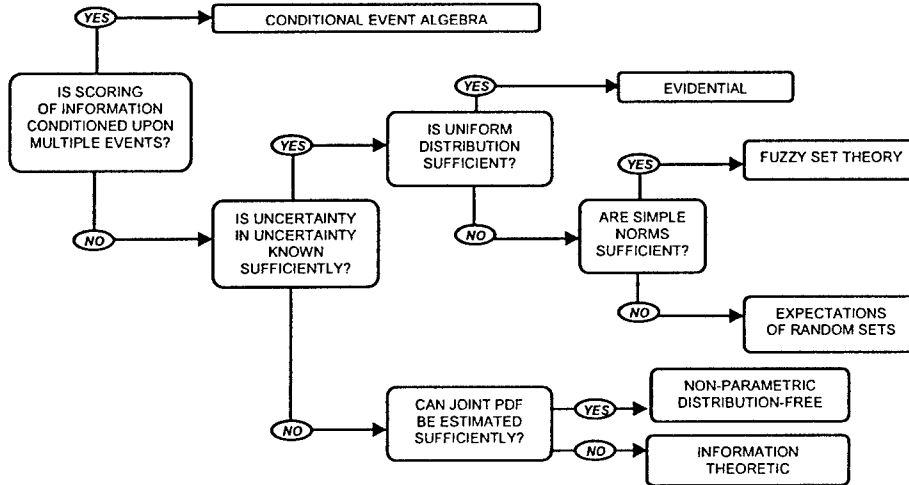 YES
CONDITIONAL EVENT ALGEBRA
IS SCORING
OF INFORMATION
CONDITIONED UPON
MULTIPLE EVENTS?
NO
IS UNCERTAINTY
IN UNCERTAINTY
KNOWN
SUFFICIENTLY?
YES
IS UNIFORM
DISTRIBUTION
SUFFICIENT?
YES
EVIDENTIAL
NO
ARE SIMPLE
NORMS
SUFFICIENT?
YES
FUZZY SET THEORY
NO
EXPECTATIONS
OF RANDOM SETS
NO
CAN JOINT PDF
BE ESTIMATED
SUFFICIENTLY?
YES
NON-PARAMETRIC
DISTRIBUTION-FREE
NO
INFORMATION
THEORETIC